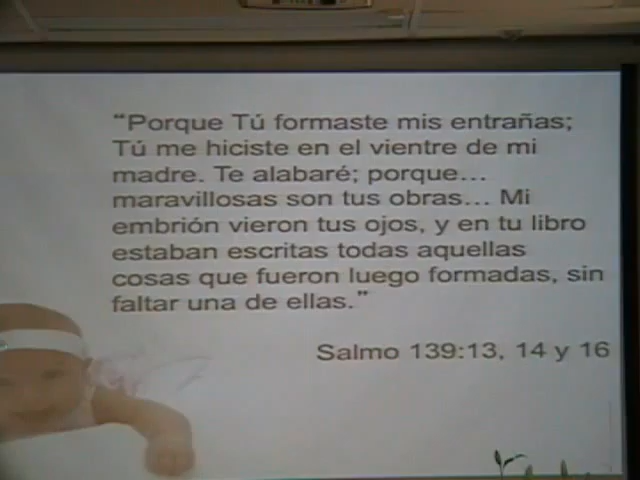 “Porque Tú formaste mis entrañas;
Tú me hiciste en el vientre de mi
madre. Te alabaré; porque...
maravillosas son tus obras... Mi
embrión vieron tus ojos, y en tu libro
estaban escritas todas aquellas
cosas que fueron luego formadas, sin
faltar una de ellas.”
Salmo 139:13, 14 y 16